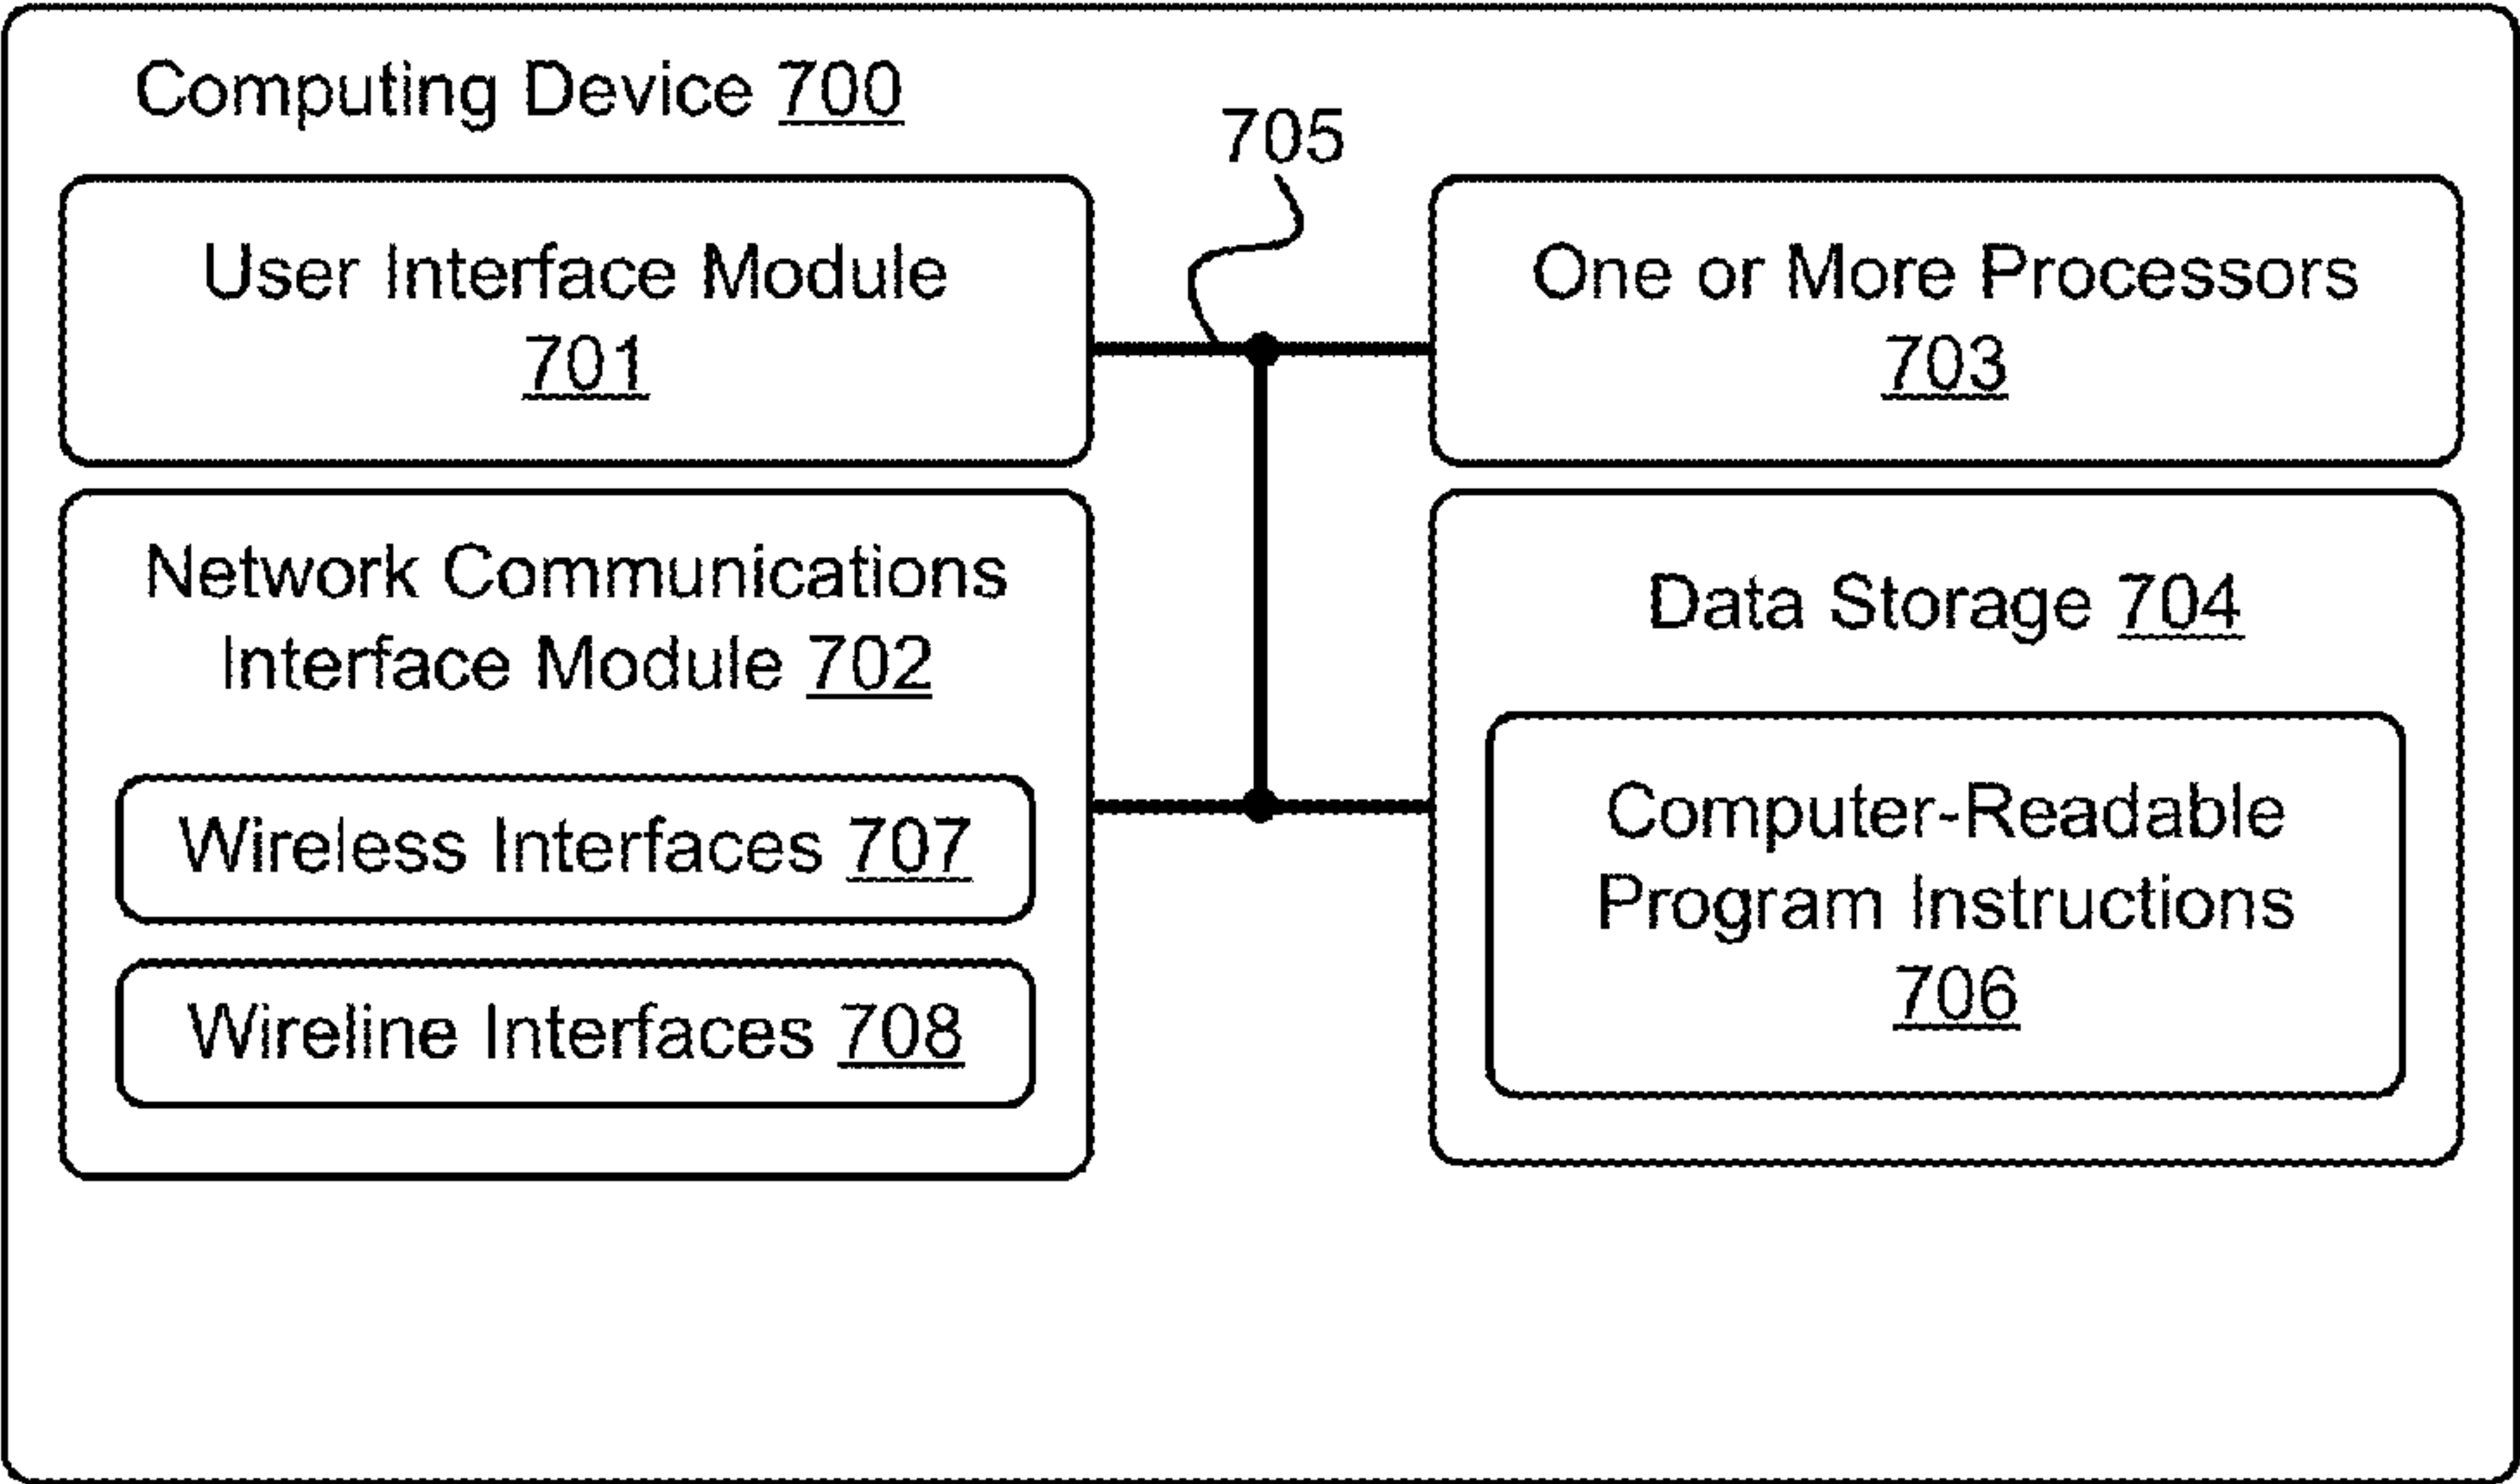 Computing Device 700
705
User Interface Module
701
One or More Processors
703
Network Communications
Interface Module 702
Wireless Interfaces 707
Wireline Interfaces 708
Data Storage 704
Computer-Readable
Program Instructions
706